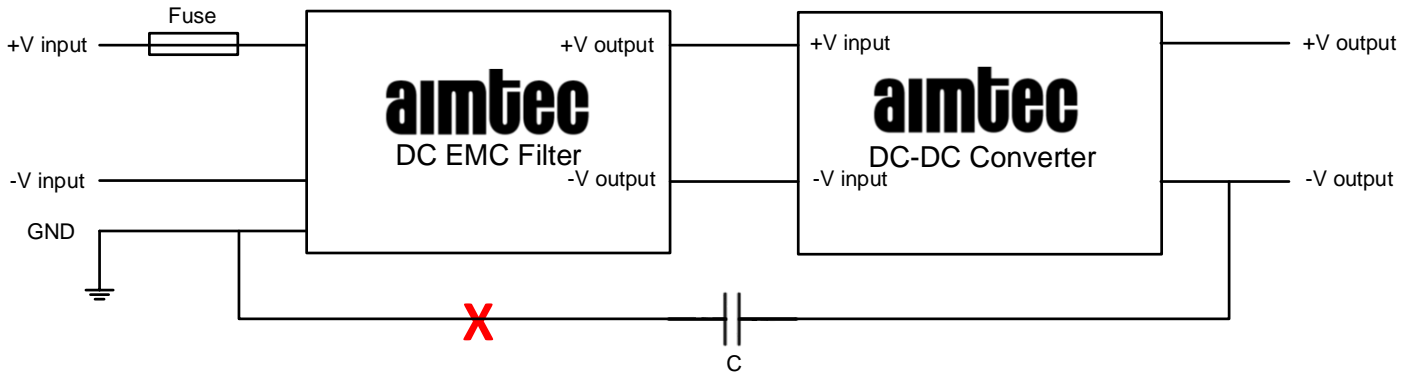 Fuse
+V input
+V output
+V input
+V output
aimtec
aimtec
DC EMC Filter
DC-DC Converter
-V input
-V output
-V input
-V output
GND
X
C